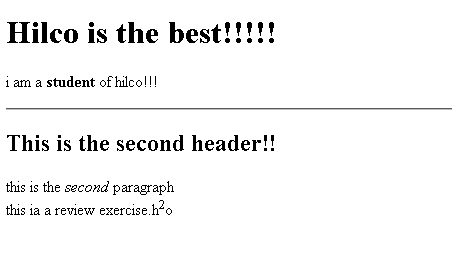 Hilco is the best!!!!!
i am a student of hilco!!!
This is the second header!!
this is the second paragraph
this ia a review exercise.h²o